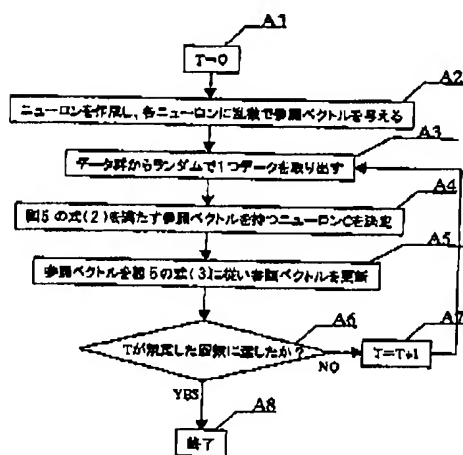 A1
T=0
A2
ニューロンを作成し、各ニューロンに乱数で参照ベクトルを与える
A3
データ群からランダムで1つデータを取り出す
A4
図5の式(2)を満たす参照ベクトルを持つニューロンCを決定
A5
参照ベクトルを図5の式(3)に従い参照ベクトルを更新
A6
Tが規定した回数に達したか?
NO
A7
T=T+1
YES
A8
終了